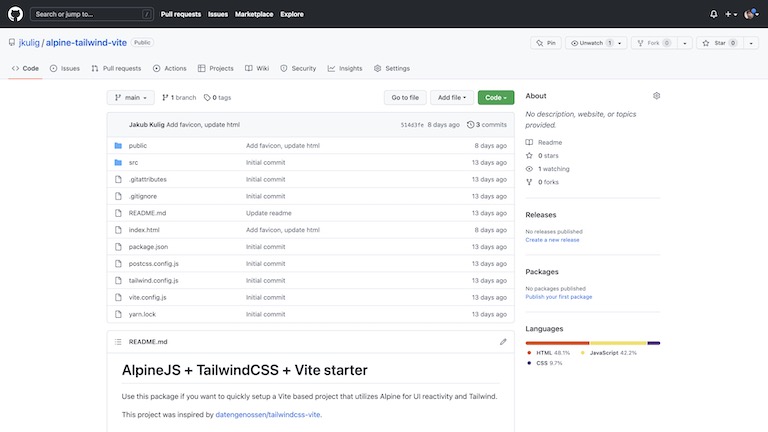 Search or jump to... /
Pull requests Issues Marketplace Explore
jkulig / alpine-tailwind-vite Public
Pin Unwatch 1 Fork 0 Star 0
Code Issues Pull requests Actions Projects Wiki Security Insights Settings
main 1 branch 0 tags Go to file Add file Code
Jakub Kulig Add favicon, update html 514d3fe 8 days ago 3 commits
public Add favicon, update html 8 days ago
src Initial commit 13 days ago
.gitattributes Initial commit 13 days ago
.gitignore Initial commit 13 days ago
README.md Update readme 13 days ago
index.html Add favicon, update html 8 days ago
package.json Initial commit 13 days ago
postcss.config.js Initial commit 13 days ago
tailwind.config.js Initial commit 13 days ago
vite.config.js Initial commit 13 days ago
yarn.lock Initial commit 13 days ago
README.md
AlpineJS + TailwindCSS + Vite starter
Use this package if you want to quickly setup a Vite based project that utilizes Alpine for UI reactivity and Tailwind.
This project was inspired by datengenossen/tailwindcss-vite.
About
No description, website, or topics
provided.
Readme
0 stars
1 watching
0 forks
Releases
No releases published
Create a new release
Packages
No packages published
Publish your first package
Languages
HTML 48.1% JavaScript 42.2%
CSS 9.7%